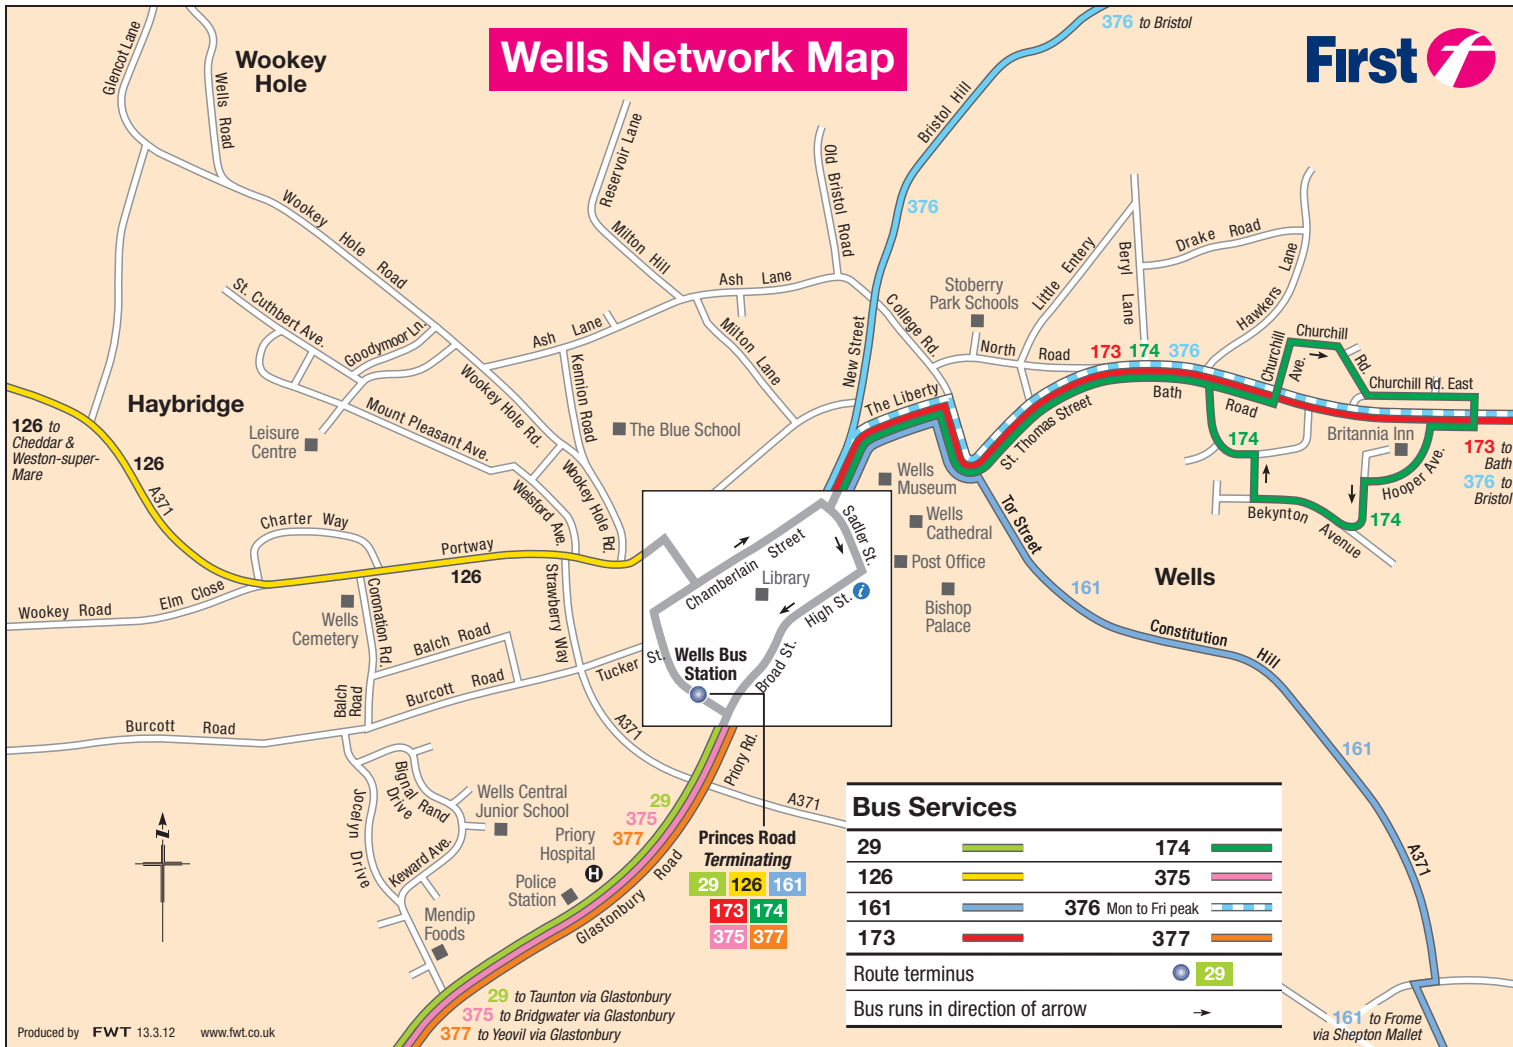 Wells Network Map
First
376 to Bristol
Wookey
Hole
Glencot Lane
Wells Road
Wookey Hole Road
Reservoir Lane
Milton Hill
Old Bristol Road
Bristol Hill
376
Ash Lane
Ash Lane
Milton Lane
New Street
College Rd.
Stoberry
Park Schools
Little Entery
Beryl Lane
Drake Road
Hawkers Lane
North Road
173 174 376
Churchill Ave.
Churchill Rd.
Churchill Rd. East
St. Cuthbert Ave.
Goodymoor Ln.
Kennion Road
Wookey Hole Rd.
Mount Pleasant Ave.
Haybridge
Leisure
Centre
The Blue School
The Liberty
St. Thomas Street
Bath Road
Britannia Inn
174
Hooper Ave.
173 to
Bath
376 to
Bristol
Bekynton Avenue
174
126 to
Cheddar &
Weston-super-
Mare
126
A371
Charter Way
Portway
126
Welsford Ave.
Wookey Hole Rd.
Wells
Museum
Wells
Cathedral
Post Office
Bishop
Palace
Tor Street
Wells
161
Constitution Hill
161
A371
Sadler St.
Chamberlain Street
Library
High St.
i
Broad St.
Wells Bus
Station
Tucker St.
Strawberry Way
Elm Close
Wookey Road
Wells
Cemetery
Coronation Rd.
Balch Road
Balch
Road
Burcott Road
Burcott Road
A371
Priory Rd.
A371
Bignal Rand
Drive
Jocelyn Drive
Keward Ave.
Wells Central
Junior School
Priory
Hospital
H
Police
Station
Mendip
Foods
29
375
377
Glastonbury Road
Princes Road
Terminating
29 126 161
173 174
375 377
29 to Taunton via Glastonbury
375 to Bridgwater via Glastonbury
377 to Yeovil via Glastonbury
Bus Services
29 174
126 375
161 376 Mon to Fri peak
173 377
Route terminus 29
Bus runs in direction of arrow
161 to Frome
via Shepton Mallet
Produced by FWT 13.3.12 www.fwt.co.uk